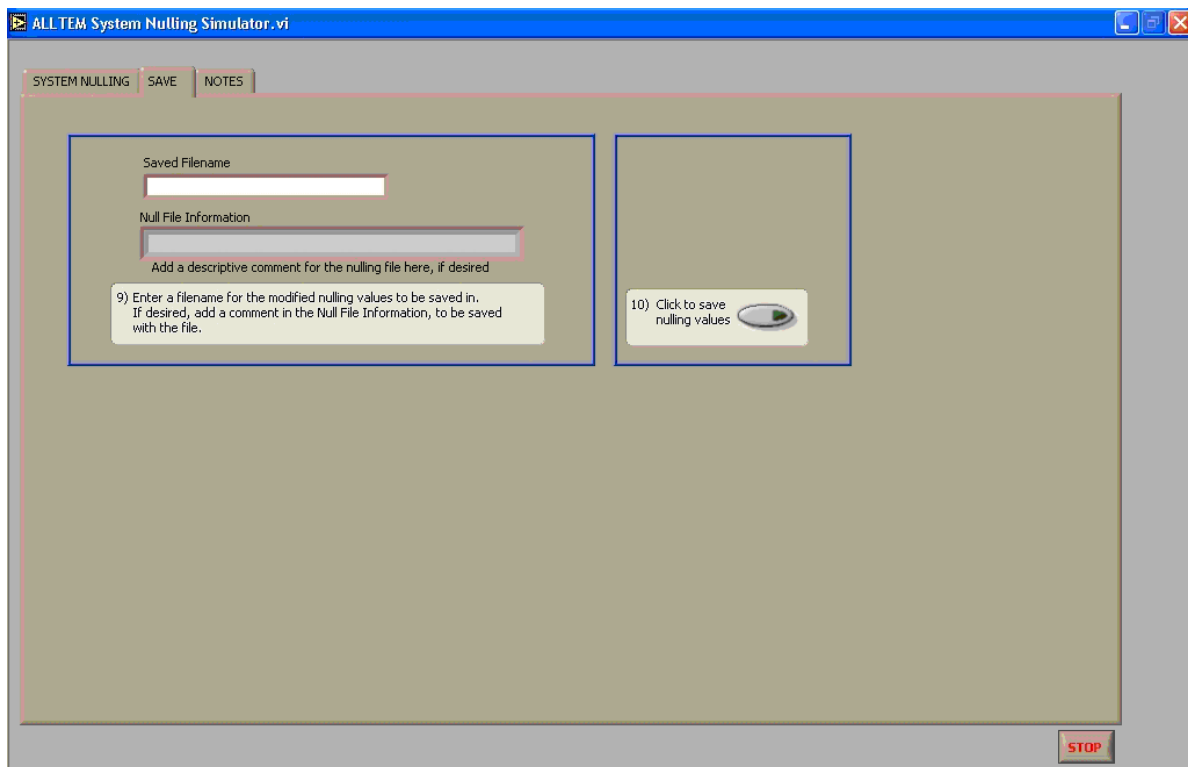 ALLTEM System Nulling Simulator.vi
SYSTEM NULLING SAVE NOTES
Saved Filename
Null File Information
Add a descriptive comment for the nulling file here, if desired
9) Enter a filename for the modified nulling values to be saved in.
If desired, add a comment in the Null File Information, to be saved
with the file.
10) Click to save
nulling values
STOP